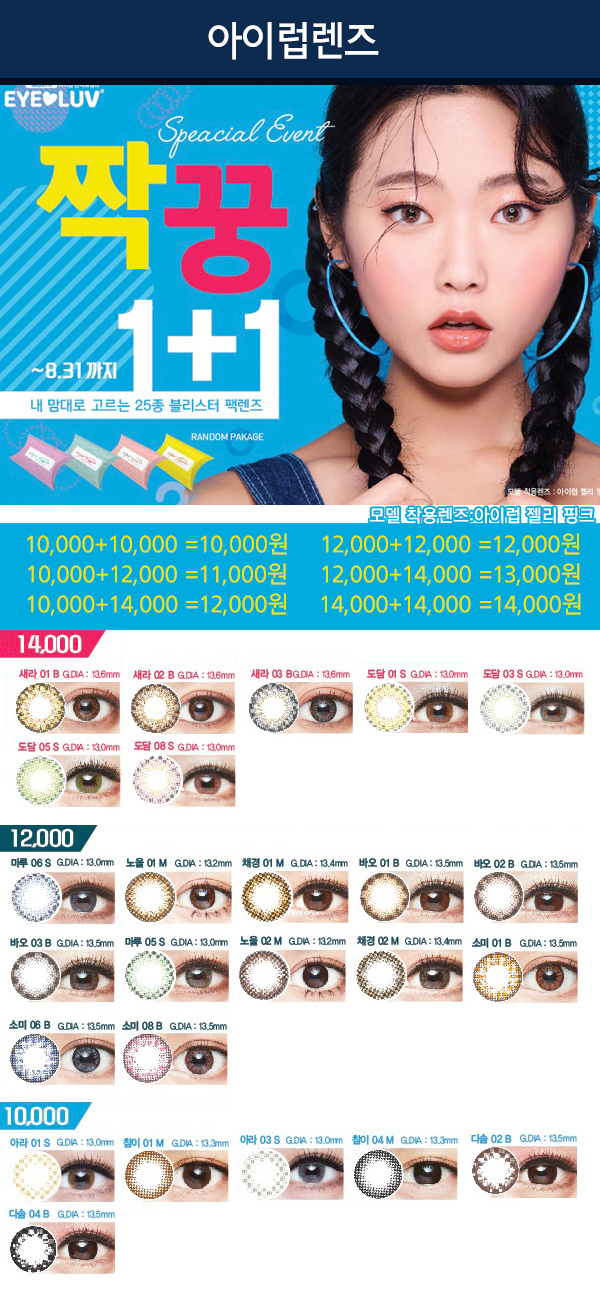 아이럽렌즈
EYE♥LUV®
Speacial Event
짝꿍
1+1
~8.31까지
내 맘대로 고르는 25종 블리스터 팩렌즈
RANDOM PAKAGE
모델 착용렌즈 : 아이럽 젤리 핑
모델 착용렌즈:아이럽 젤리 핑크
10,000+10,000 =10,000원 12,000+12,000 =12,000원
10,000+12,000 =11,000원 12,000+14,000 =13,000원
10,000+14,000 =12,000원 14,000+14,000 =14,000원
14,000
새라 01 B G.DIA : 13.6mm 새라 02 B G.DIA : 13.6mm 새라 03 B G.DIA : 13.6mm 도담 01 S G.DIA : 13.0mm 도담 03 S G.DIA : 13.0mm
도담 05 S G.DIA : 13.0mm 도담 08 S G.DIA : 13.0mm
12,000
마루 06 S G.DIA : 13.0mm 노을 01 M G.DIA : 13.2mm 채경 01 M G.DIA : 13.4mm 바오 01 B G.DIA : 13.5mm 바오 02 B G.DIA : 13.5mm
바오 03 B G.DIA : 13.5mm 마루 05 S G.DIA : 13.0mm 노을 02 M G.DIA : 13.2mm 채경 02 M G.DIA : 13.4mm 소미 01 B G.DIA : 13.5mm
소미 06 B G.DIA : 13.5mm 소미 08 B G.DIA : 13.5mm
10,000
아라 01 S G.DIA : 13.0mm 참이 01 M G.DIA : 13.3mm 아라 03 S G.DIA : 13.0mm 참이 04 M G.DIA : 13.3mm 다솜 02 B G.DIA : 13.5mm
다솜 04 B G.DIA : 13.5mm